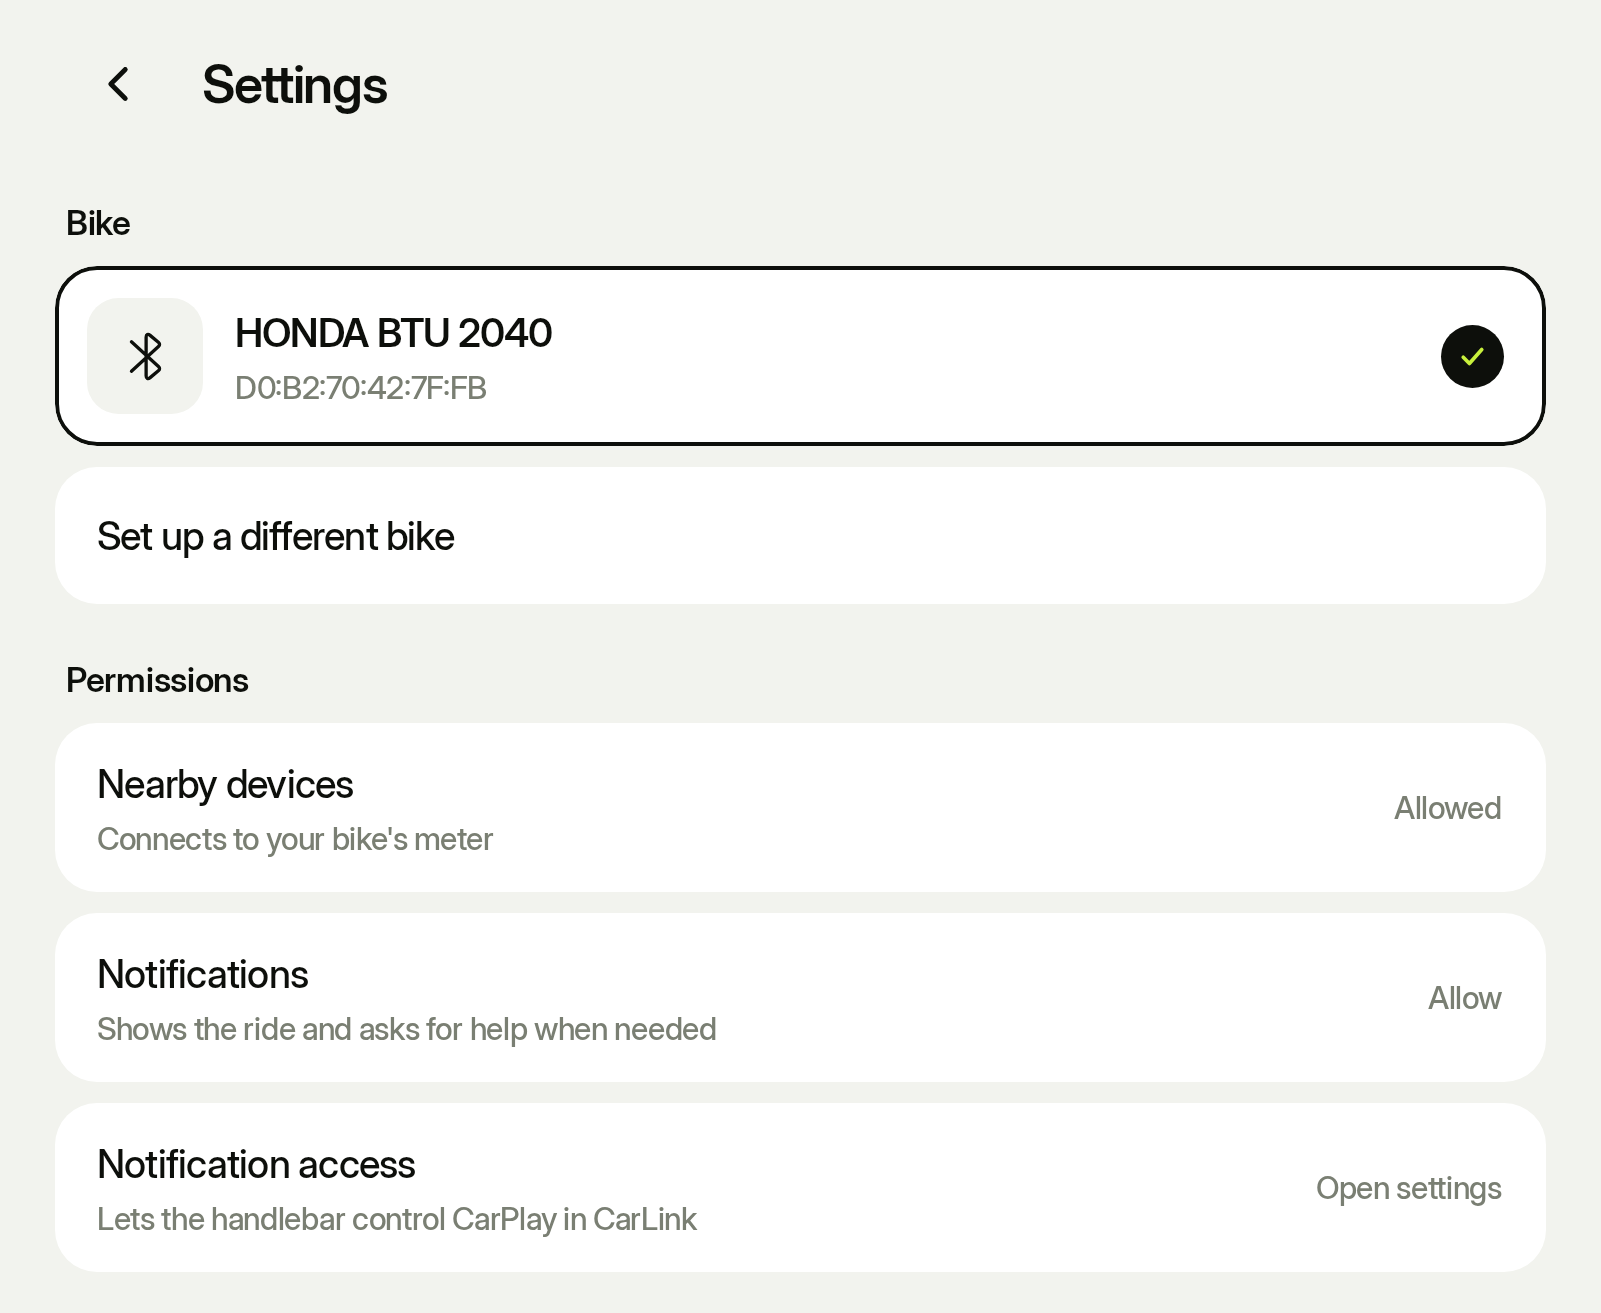 Settings
Bike
HONDA BTU 2040
D0:B2:70:42:7F:FB
Set up a different bike
Permissions
Nearby devices
Connects to your bike's meter
Allowed
Notifications
Shows the ride and asks for help when needed
Allow
Notification access
Lets the handlebar control CarPlay in CarLink
Open settings